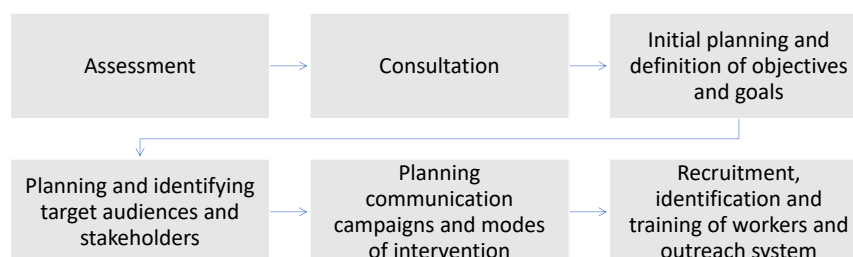 Assessment
Consultation
Initial planning and
definition of objectives
and goals
Planning and identifying
target audiences and
stakeholders
Planning
communication
campaigns and modes
of intervention
Recruitment,
identification and
training of workers and
outreach system